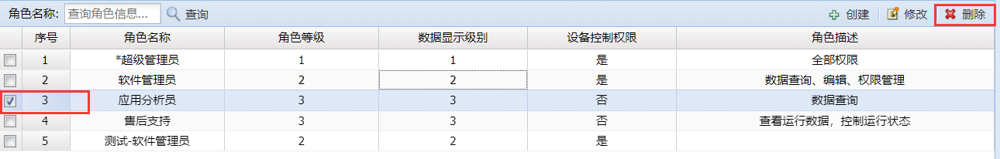 角色名称: 查询角色信息... 查询 创建 修改 删除
序号 角色名称 角色等级 数据显示级别 设备控制权限 角色描述
1 *超级管理员 1 1 是 全部权限
2 软件管理员 2 2 是 数据查询、编辑、权限管理
3 应用分析员 3 3 否 数据查询
4 售后支持 3 3 否 查看运行数据，控制运行状态
5 测试-软件管理员 2 2 是